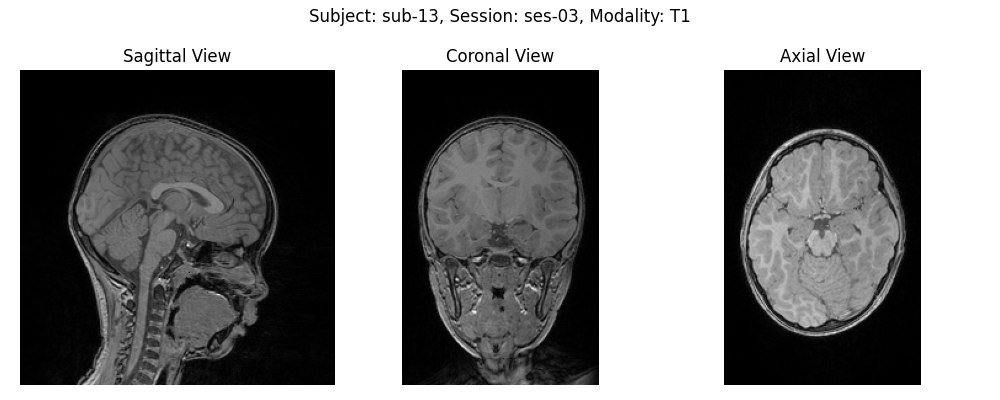 Subject: sub-13, Session: ses-03, Modality: T1
Sagittal View
Coronal View
Axial View